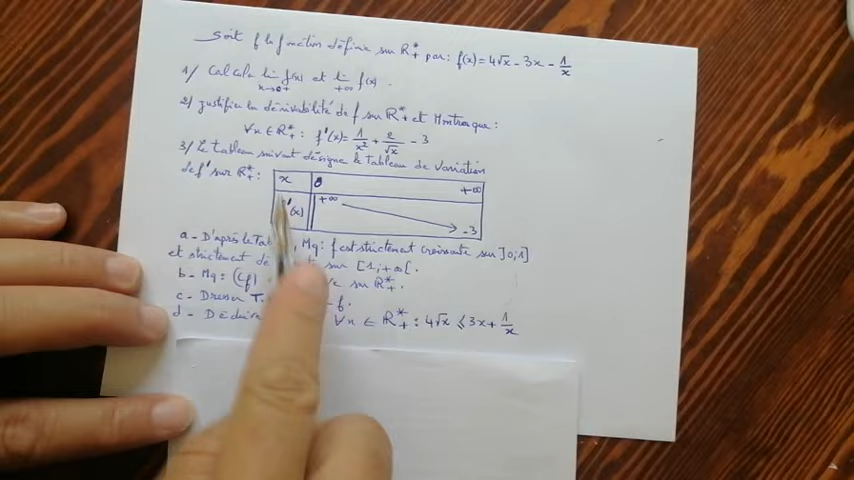 Soit f la fonction définie sur R*+ par: f(x)=4√x - 3x - 1/x
1/ Calculer lim x→0+ f(x) et lim +∞ f(x).
2/ Justifier la dérivabilité de f sur R*+ et Montrer que:
∀x∈R*+: f'(x)= 1/x² + 2/√x - 3
3/ Le tableau suivant désigne le Tableau de Variation
de f' sur R*+:
x 0 +∞
'(x) +∞ -3
a- D'après le Tab , Mq: f est strictement croissante sur ]0;1]
et strictement dé sur [1;+∞[.
b- Mq: (Cf) sur R*+.
c- Dresser T. f.
d- Dédui ∀x ∈ R*+: 4√x ≤ 3x + 1/x